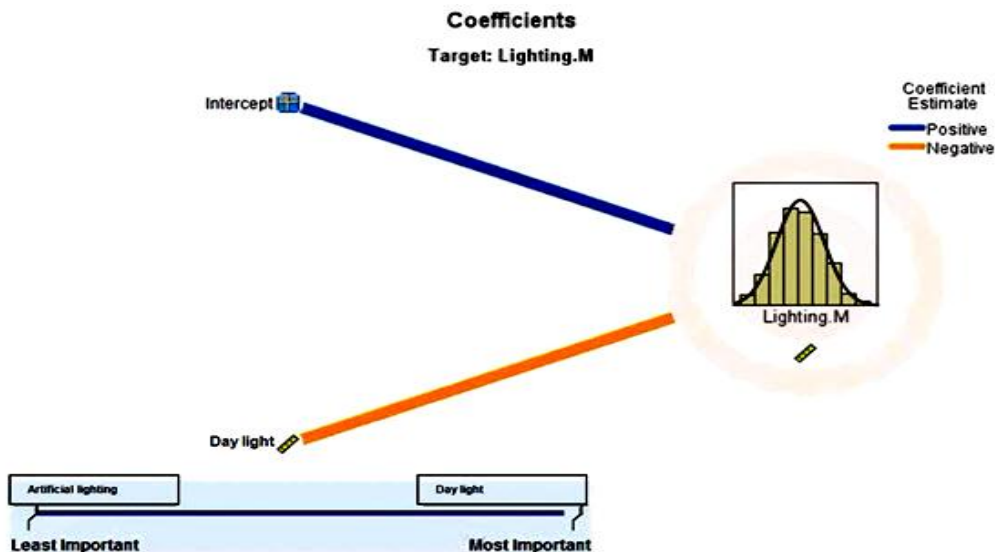 Coefficients
Target: Lighting.M
Intercept
Coefficient
Estimate
Positive
Negative
Lighting.M
Day light
Artificial lighting
Day light
Least Important
Most Important